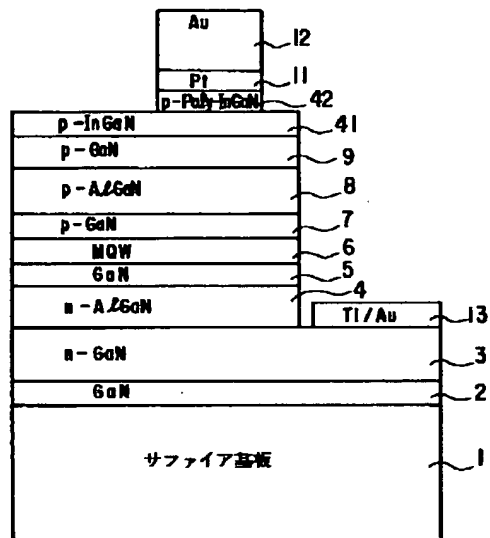 Au
12
Pt
11
p-Poly InGaN
42
p-InGaN
41
p-GaN
9
p-AlGaN
8
p-GaN
7
MQW
6
GaN
5
n-AlGaN
4
Ti/Au
13
n-GaN
3
GaN
2
サファイア基板
1